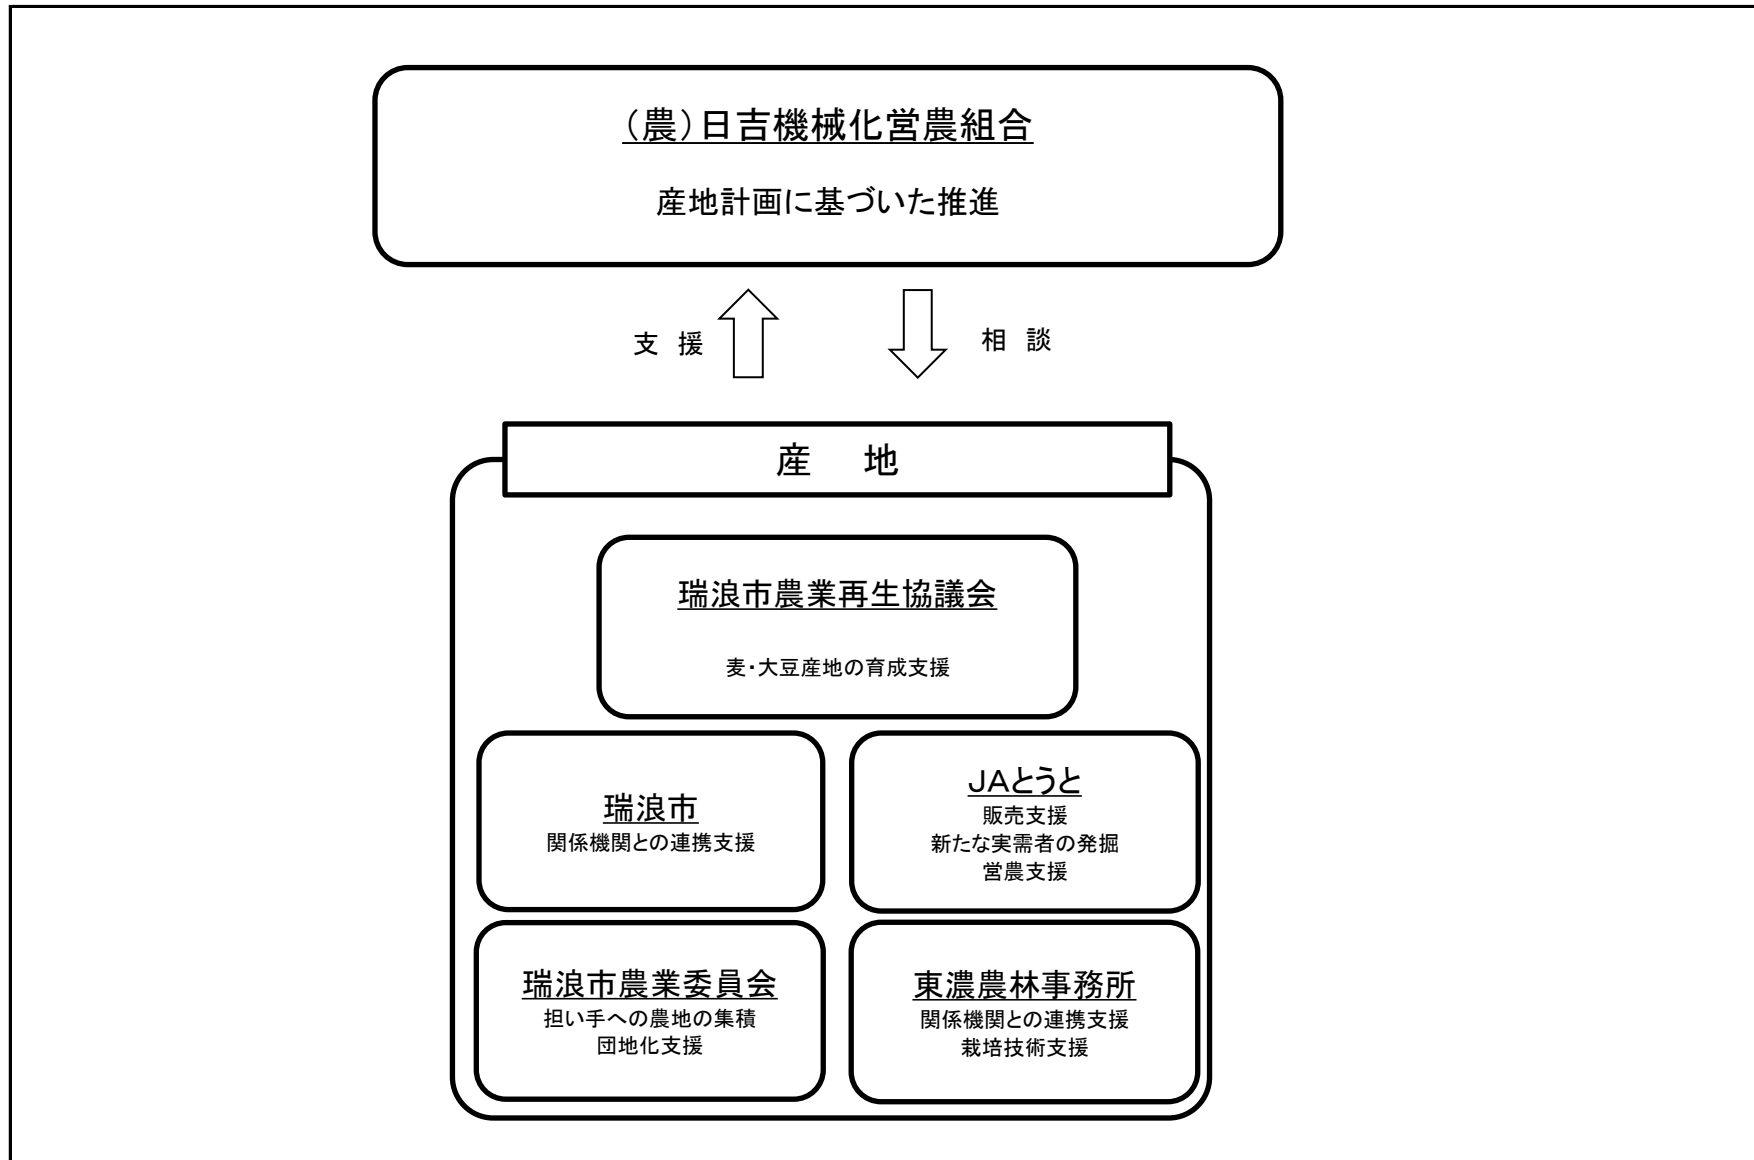 （農）日吉機械化営農組合
産地計画に基づいた推進
支　援
相　談
産　地
瑞浪市農業再生協議会
麦・大豆産地の育成支援
瑞浪市
関係機関との連携支援
JAとうと
販売支援
新たな実需者の発掘
営農支援
瑞浪市農業委員会
担い手への農地の集積
団地化支援
東濃農林事務所
関係機関との連携支援
栽培技術支援